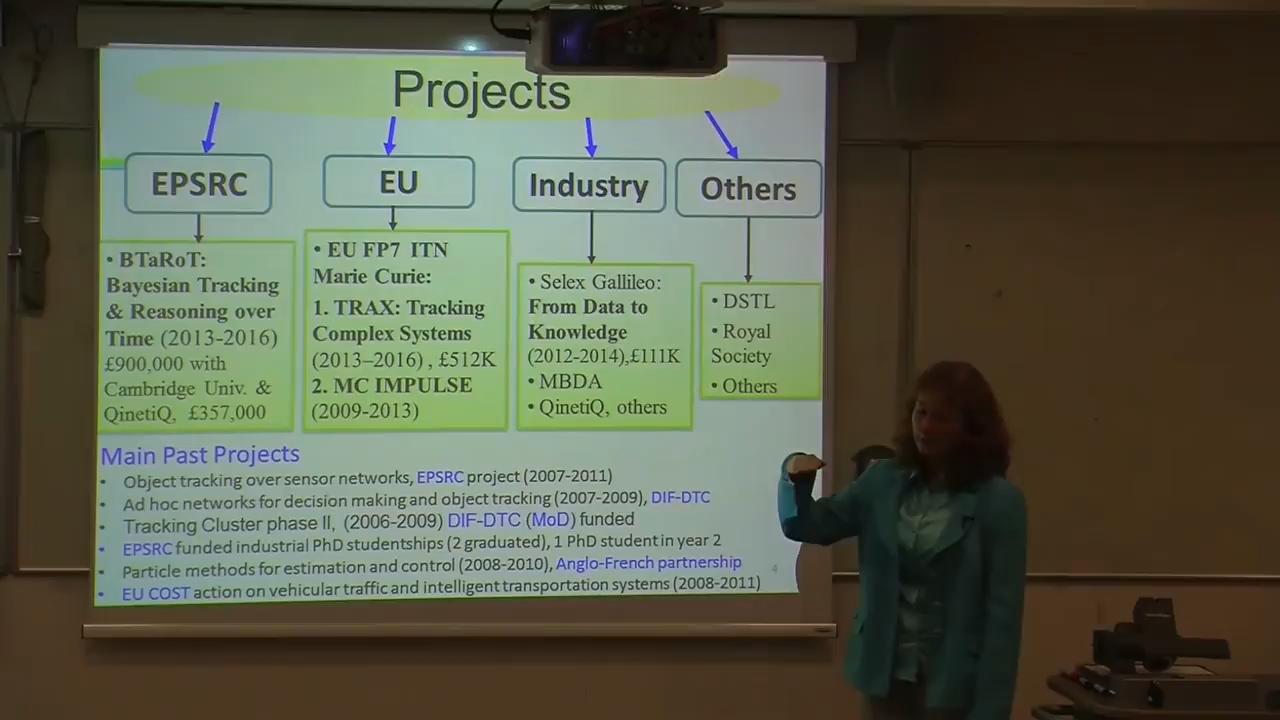 Projects
EPSRC
EU
Industry
Others
• BTaRoT:
Bayesian Tracking
& Reasoning over
Time (2013-2016)
£900,000 with
Cambridge Univ. &
QinetiQ, £357,000
• EU FP7 ITN
Marie Curie:
1. TRAX: Tracking
Complex Systems
(2013–2016) , £512K
2. MC IMPULSE
(2009-2013)
• Selex Gallileo:
From Data to
Knowledge
(2012-2014),£111K
• MBDA
• QinetiQ, others
• DSTL
• Royal
Society
• Others
Main Past Projects
• Object tracking over sensor networks, EPSRC project (2007-2011)
• Ad hoc networks for decision making and object tracking (2007-2009), DIF-DTC
• Tracking Cluster phase II, (2006-2009) DIF-DTC (MoD) funded
• EPSRC funded industrial PhD studentships (2 graduated), 1 PhD student in year 2
• Particle methods for estimation and control (2008-2010), Anglo-French partnership
• EU COST action on vehicular traffic and intelligent transportation systems (2008-2011)
4